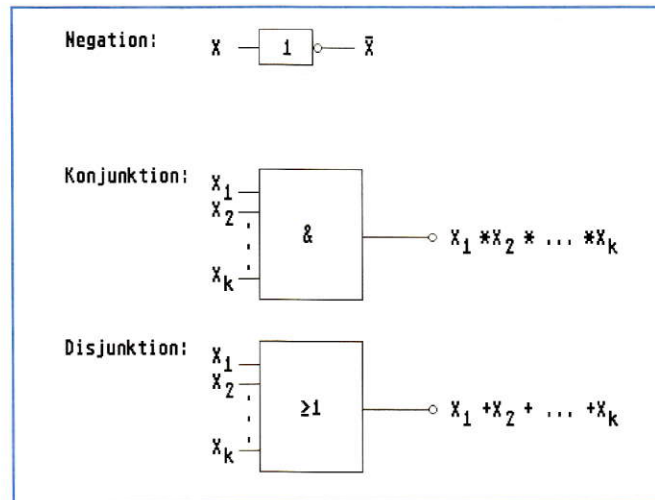 Negation: X 1 X̄
Konjunktion:
X1
X2
&
X1 *X2 * ... *Xk
Xk
Disjunktion:
X1
X2
≥1
X1 +X2 + ... +Xk
Xk